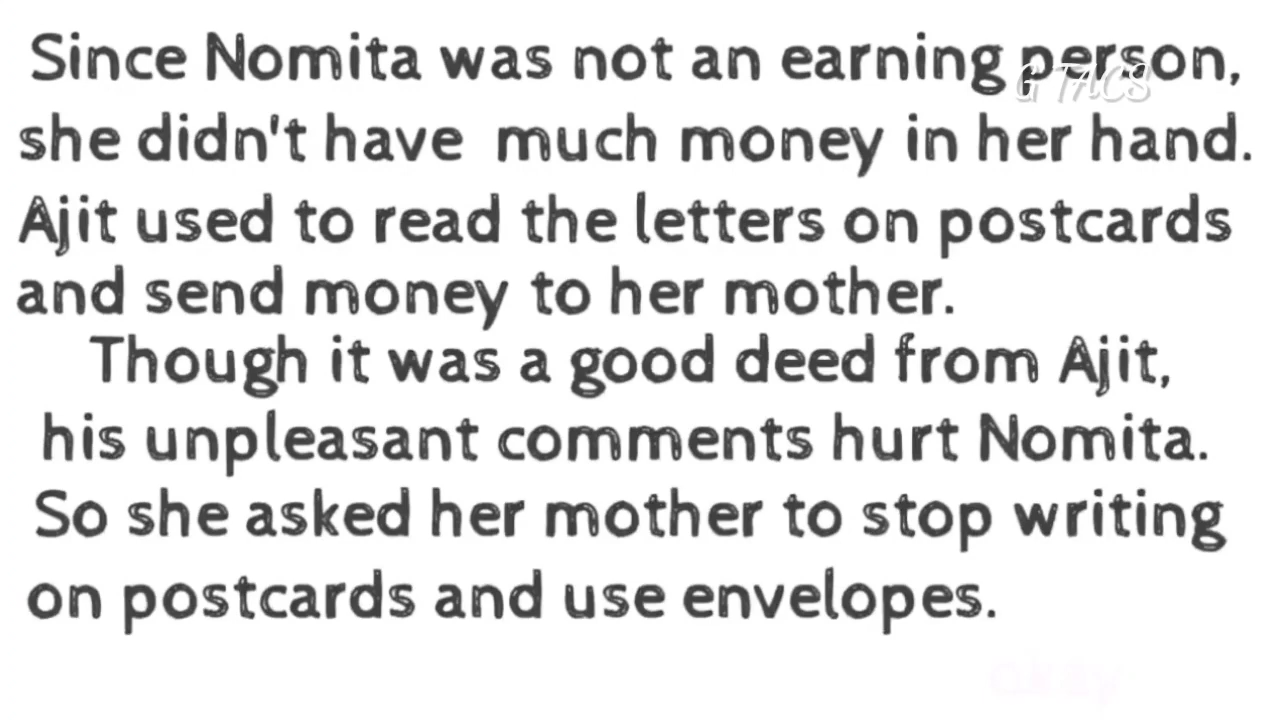 Since Nomita was not an earning person,
G TACS
she didn't have much money in her hand.
Ajit used to read the letters on postcards
and send money to her mother.
Though it was a good deed from Ajit,
his unpleasant comments hurt Nomita.
So she asked her mother to stop writing
on postcards and use envelopes.